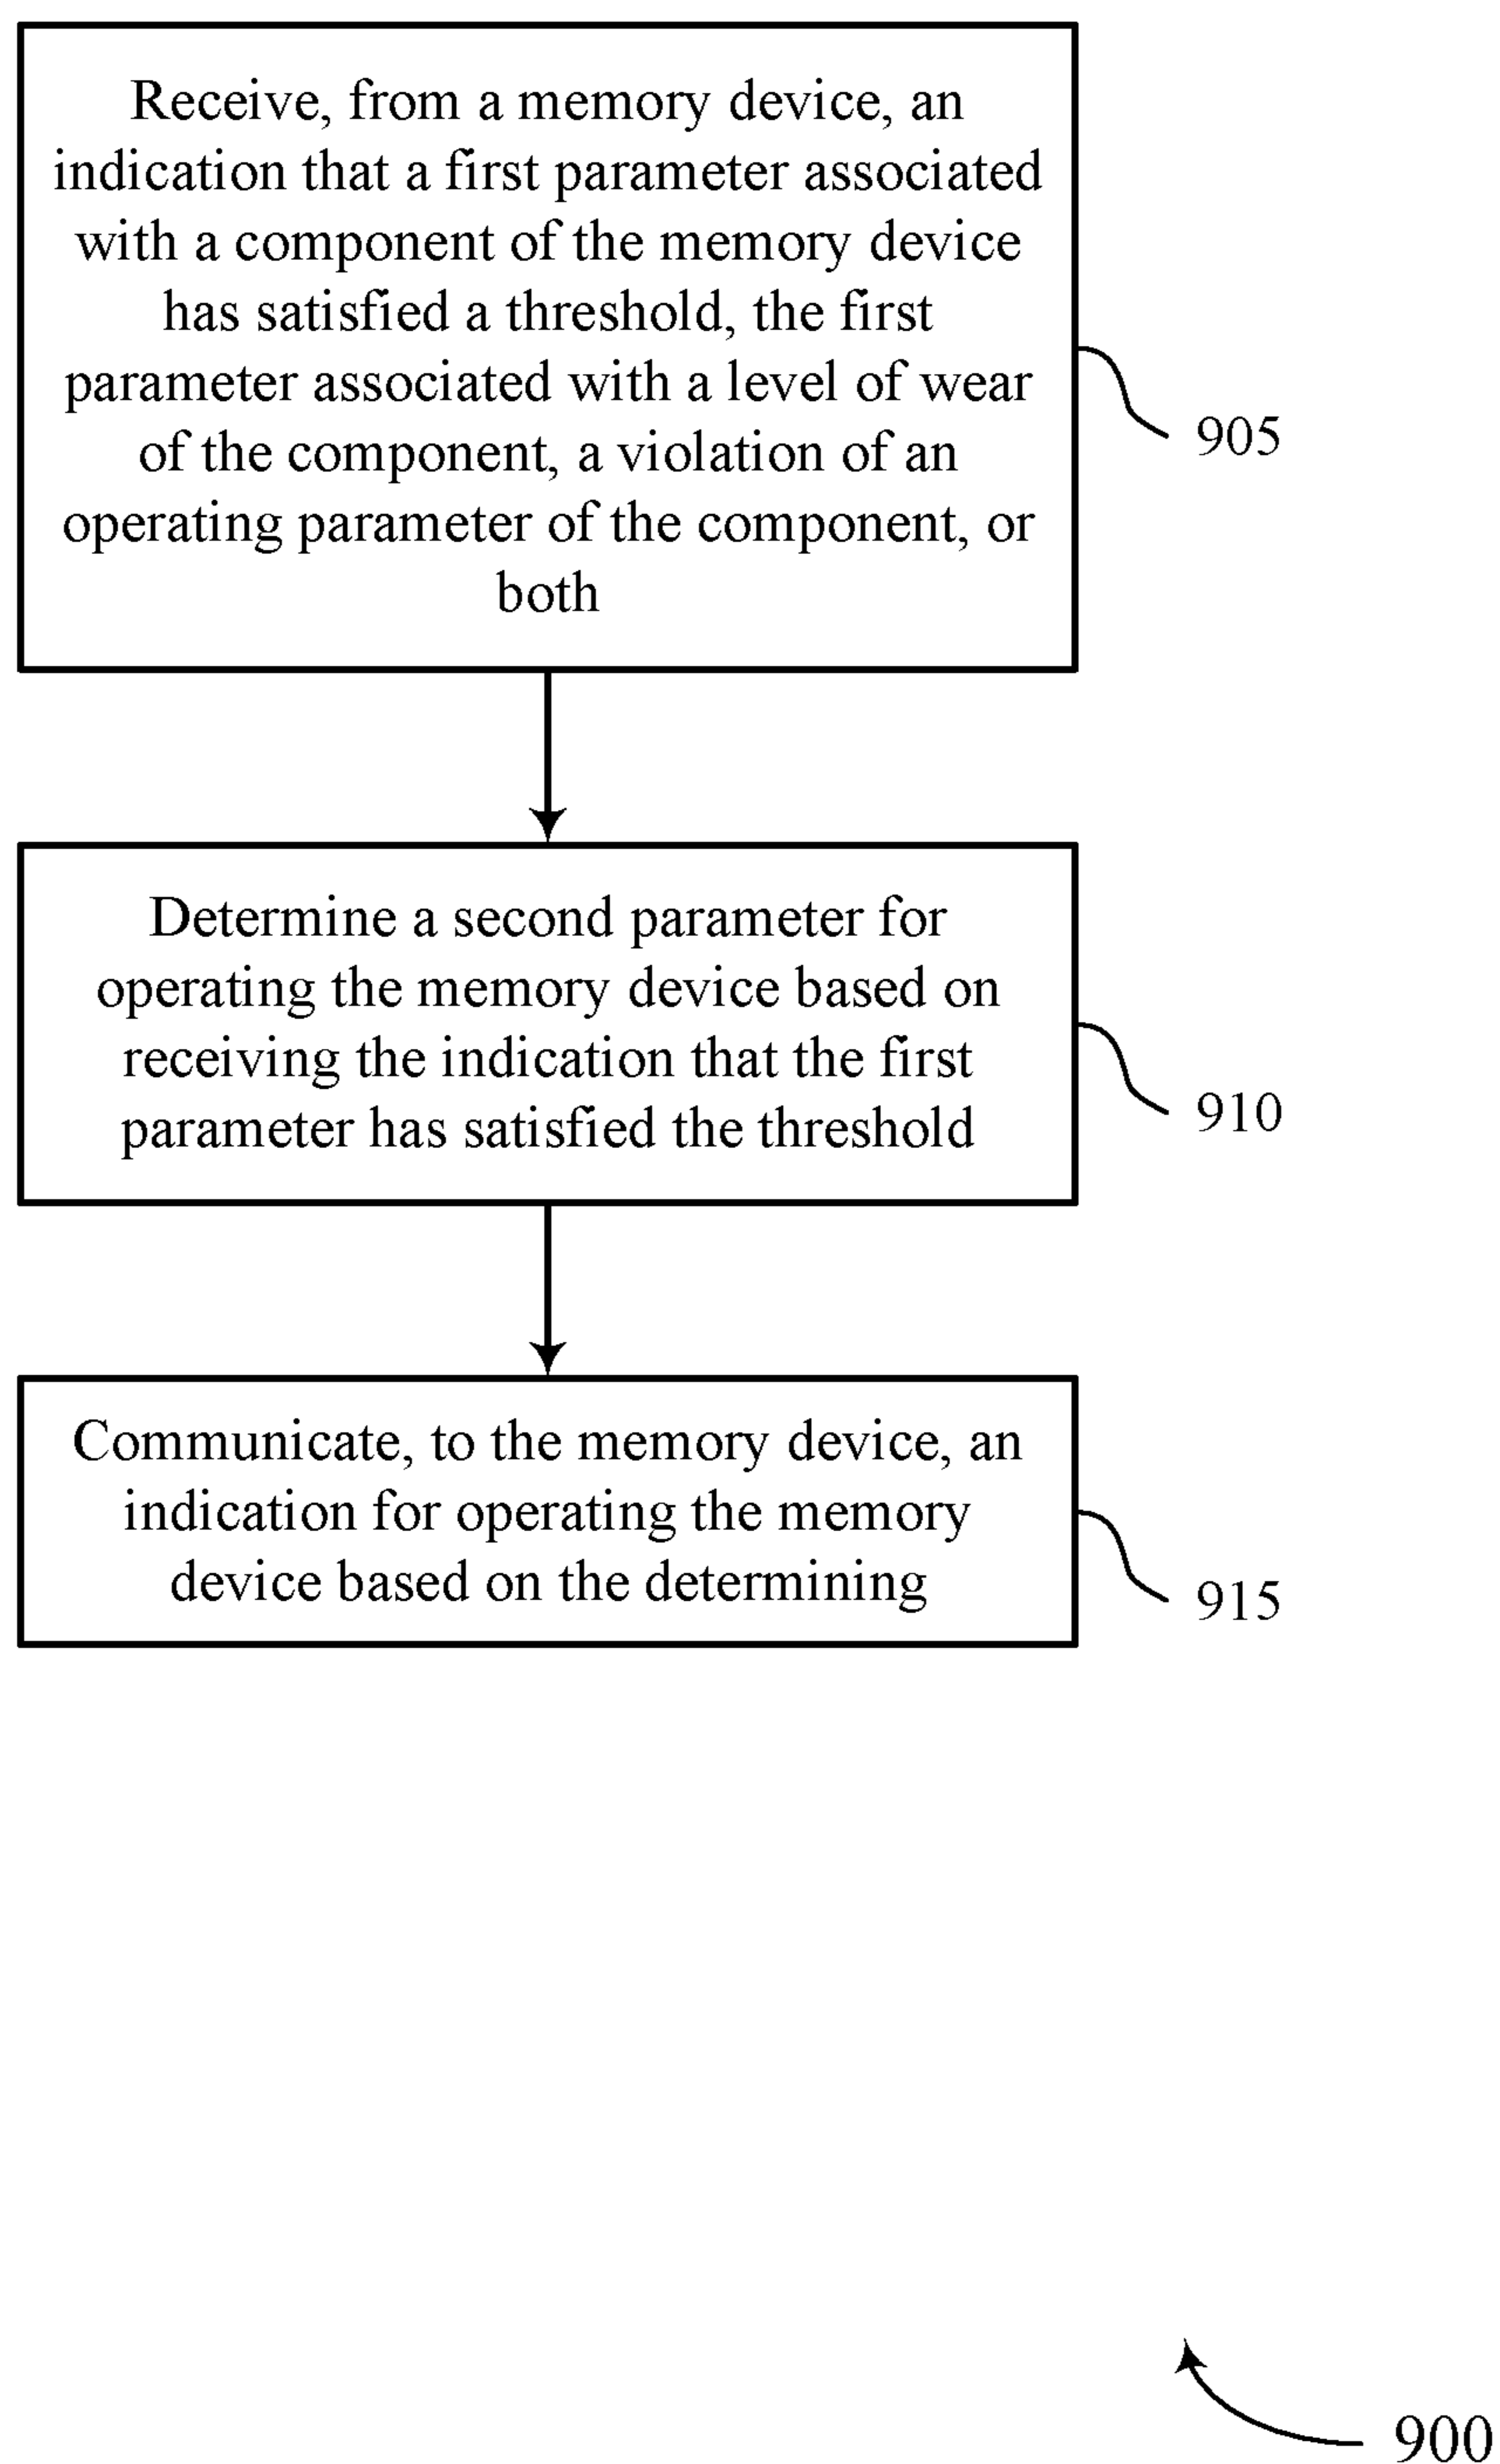 Receive, from a memory device, an
indication that a first parameter associated
with a component of the memory device
has satisfied a threshold, the first
parameter associated with a level of wear
of the component, a violation of an
operating parameter of the component, or
both
905
Determine a second parameter for
operating the memory device based on
receiving the indication that the first
parameter has satisfied the threshold
910
Communicate, to the memory device, an
indication for operating the memory
device based on the determining
915
900